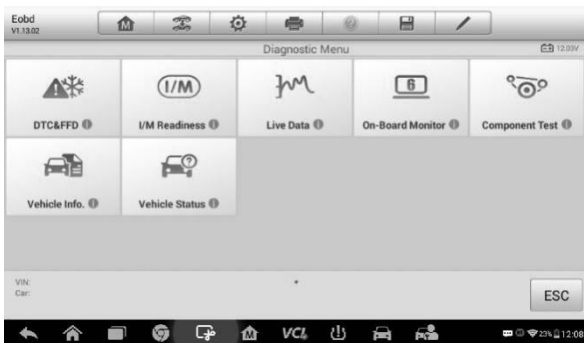 Eobd
V1.13.02
Diagnostic Menu
12.03V
DTC&FFD
I/M
I/M Readiness
Live Data
6
On-Board Monitor
Component Test
Vehicle Info.
Vehicle Status
VIN:
Car:
ESC
VCI
23%
12:08